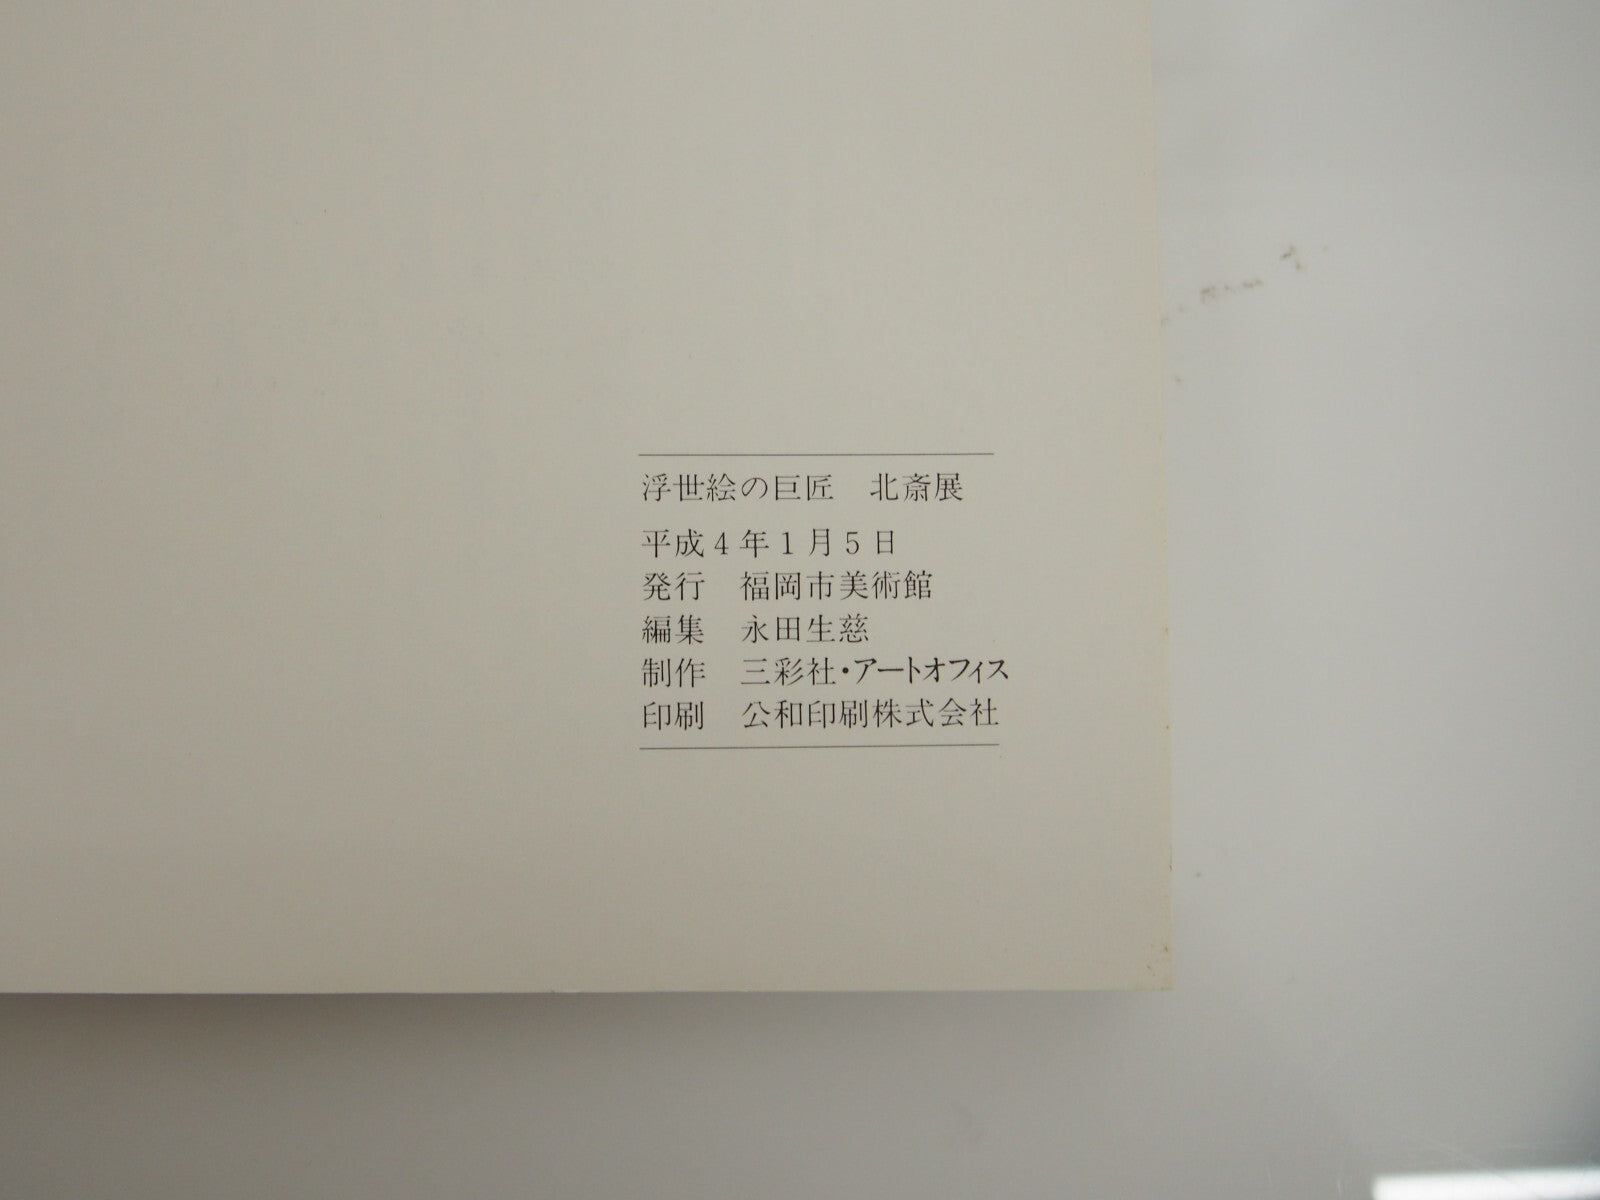 浮世絵の巨匠　北斎展
平成4年1月5日
発行　福岡市美術館
編集　永田生慈
制作　三彩社・アートオフィス
印刷　公和印刷株式会社